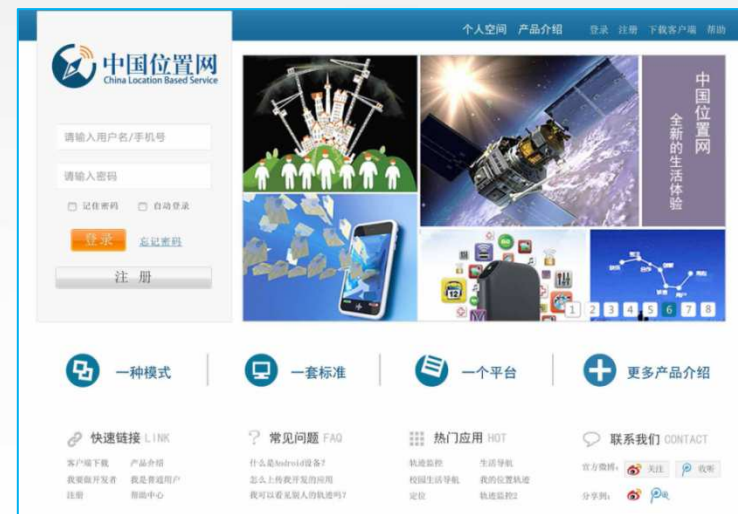 个人空间 产品介绍 登录 注册 下载客户端 帮助
中国位置网
China Location Based Service
请输入用户名/手机号
请输入密码
记住密码 自动登录
登录 忘记密码
注 册
中国位置网
全新的生活体验
1 2 3 4 5 6 7 8
一种模式 一套标准 一个平台 更多产品介绍
快速链接 LINK
客户端下载 产品介绍
我要做开发者 我是普通用户
注册 帮助中心
常见问题 FAQ
什么是Android设备?
怎么上传我开发的应用
我可以看见别人的轨迹吗?
热门应用 HOT
轨迹监控 生活导航
校园生活导航 我的位置轨迹
定位 轨迹监控2
联系我们 CONTACT
官方微博: 关注 收听
分享到: